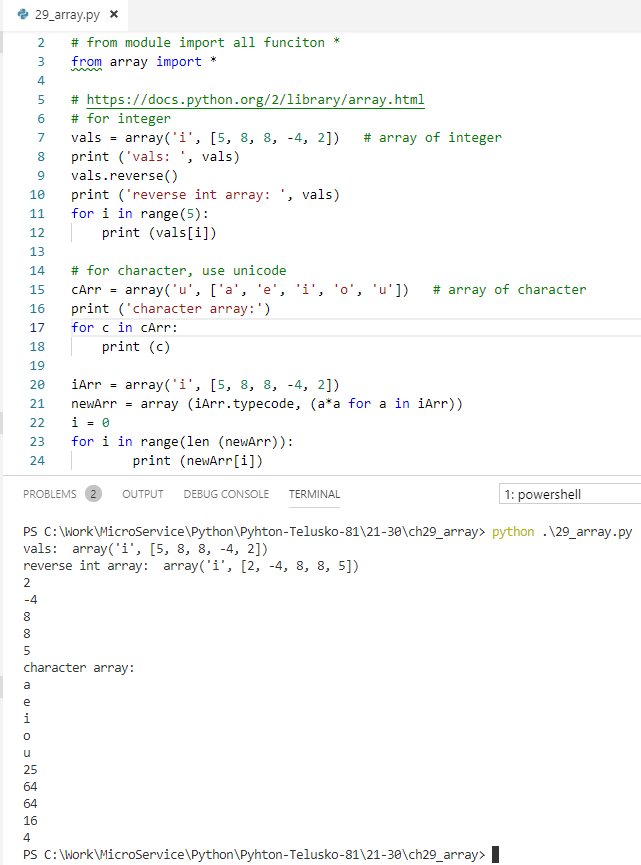 29_array.py ×
2 # from module import all funciton *
3 from array import *
4
5 # https://docs.python.org/2/library/array.html
6 # for integer
7 vals = array('i', [5, 8, 8, -4, 2])   # array of integer
8 print ('vals: ', vals)
9 vals.reverse()
10 print ('reverse int array: ', vals)
11 for i in range(5):
12     print (vals[i])
13
14 # for character, use unicode
15 cArr = array('u', ['a', 'e', 'i', 'o', 'u'])   # array of character
16 print ('character array:')
17 for c in cArr:
18     print (c)
19
20 iArr = array('i', [5, 8, 8, -4, 2])
21 newArr = array (iArr.typecode, (a*a for a in iArr))
22 i = 0
23 for i in range(len (newArr)):
24         print (newArr[i])
PROBLEMS 2 OUTPUT DEBUG CONSOLE TERMINAL 1: powershell
PS C:\Work\MicroService\Python\Pyhton-Telusko-81\21-30\ch29_array> python .\29_array.py
vals:  array('i', [5, 8, 8, -4, 2])
reverse int array:  array('i', [2, -4, 8, 8, 5])
2
-4
8
8
5
character array:
a
e
i
o
u
25
64
64
16
4
PS C:\Work\MicroService\Python\Pyhton-Telusko-81\21-30\ch29_array>